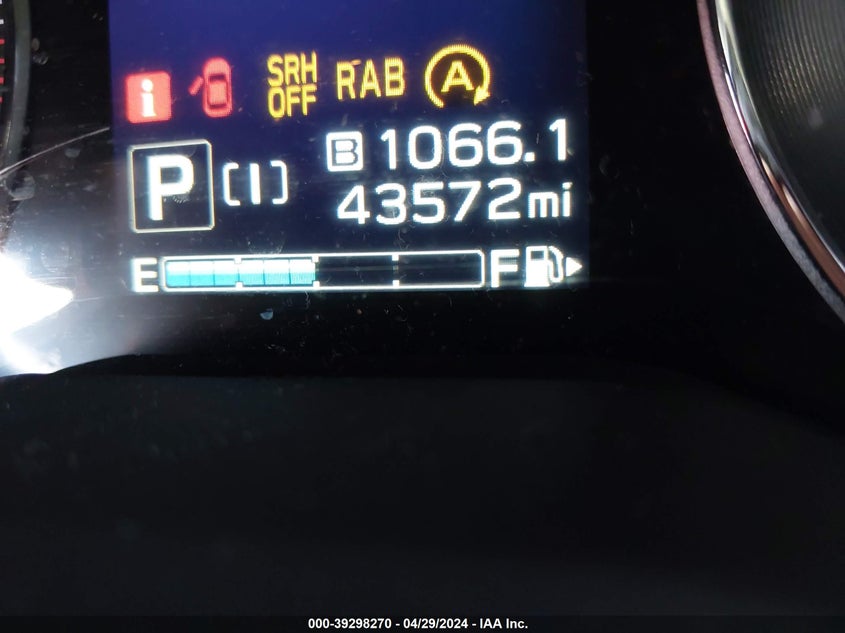 i SRH OFF RAB A
B 1066.1
P [I] 43572mi
E F
000-39298270 - 04/29/2024 - IAA Inc.